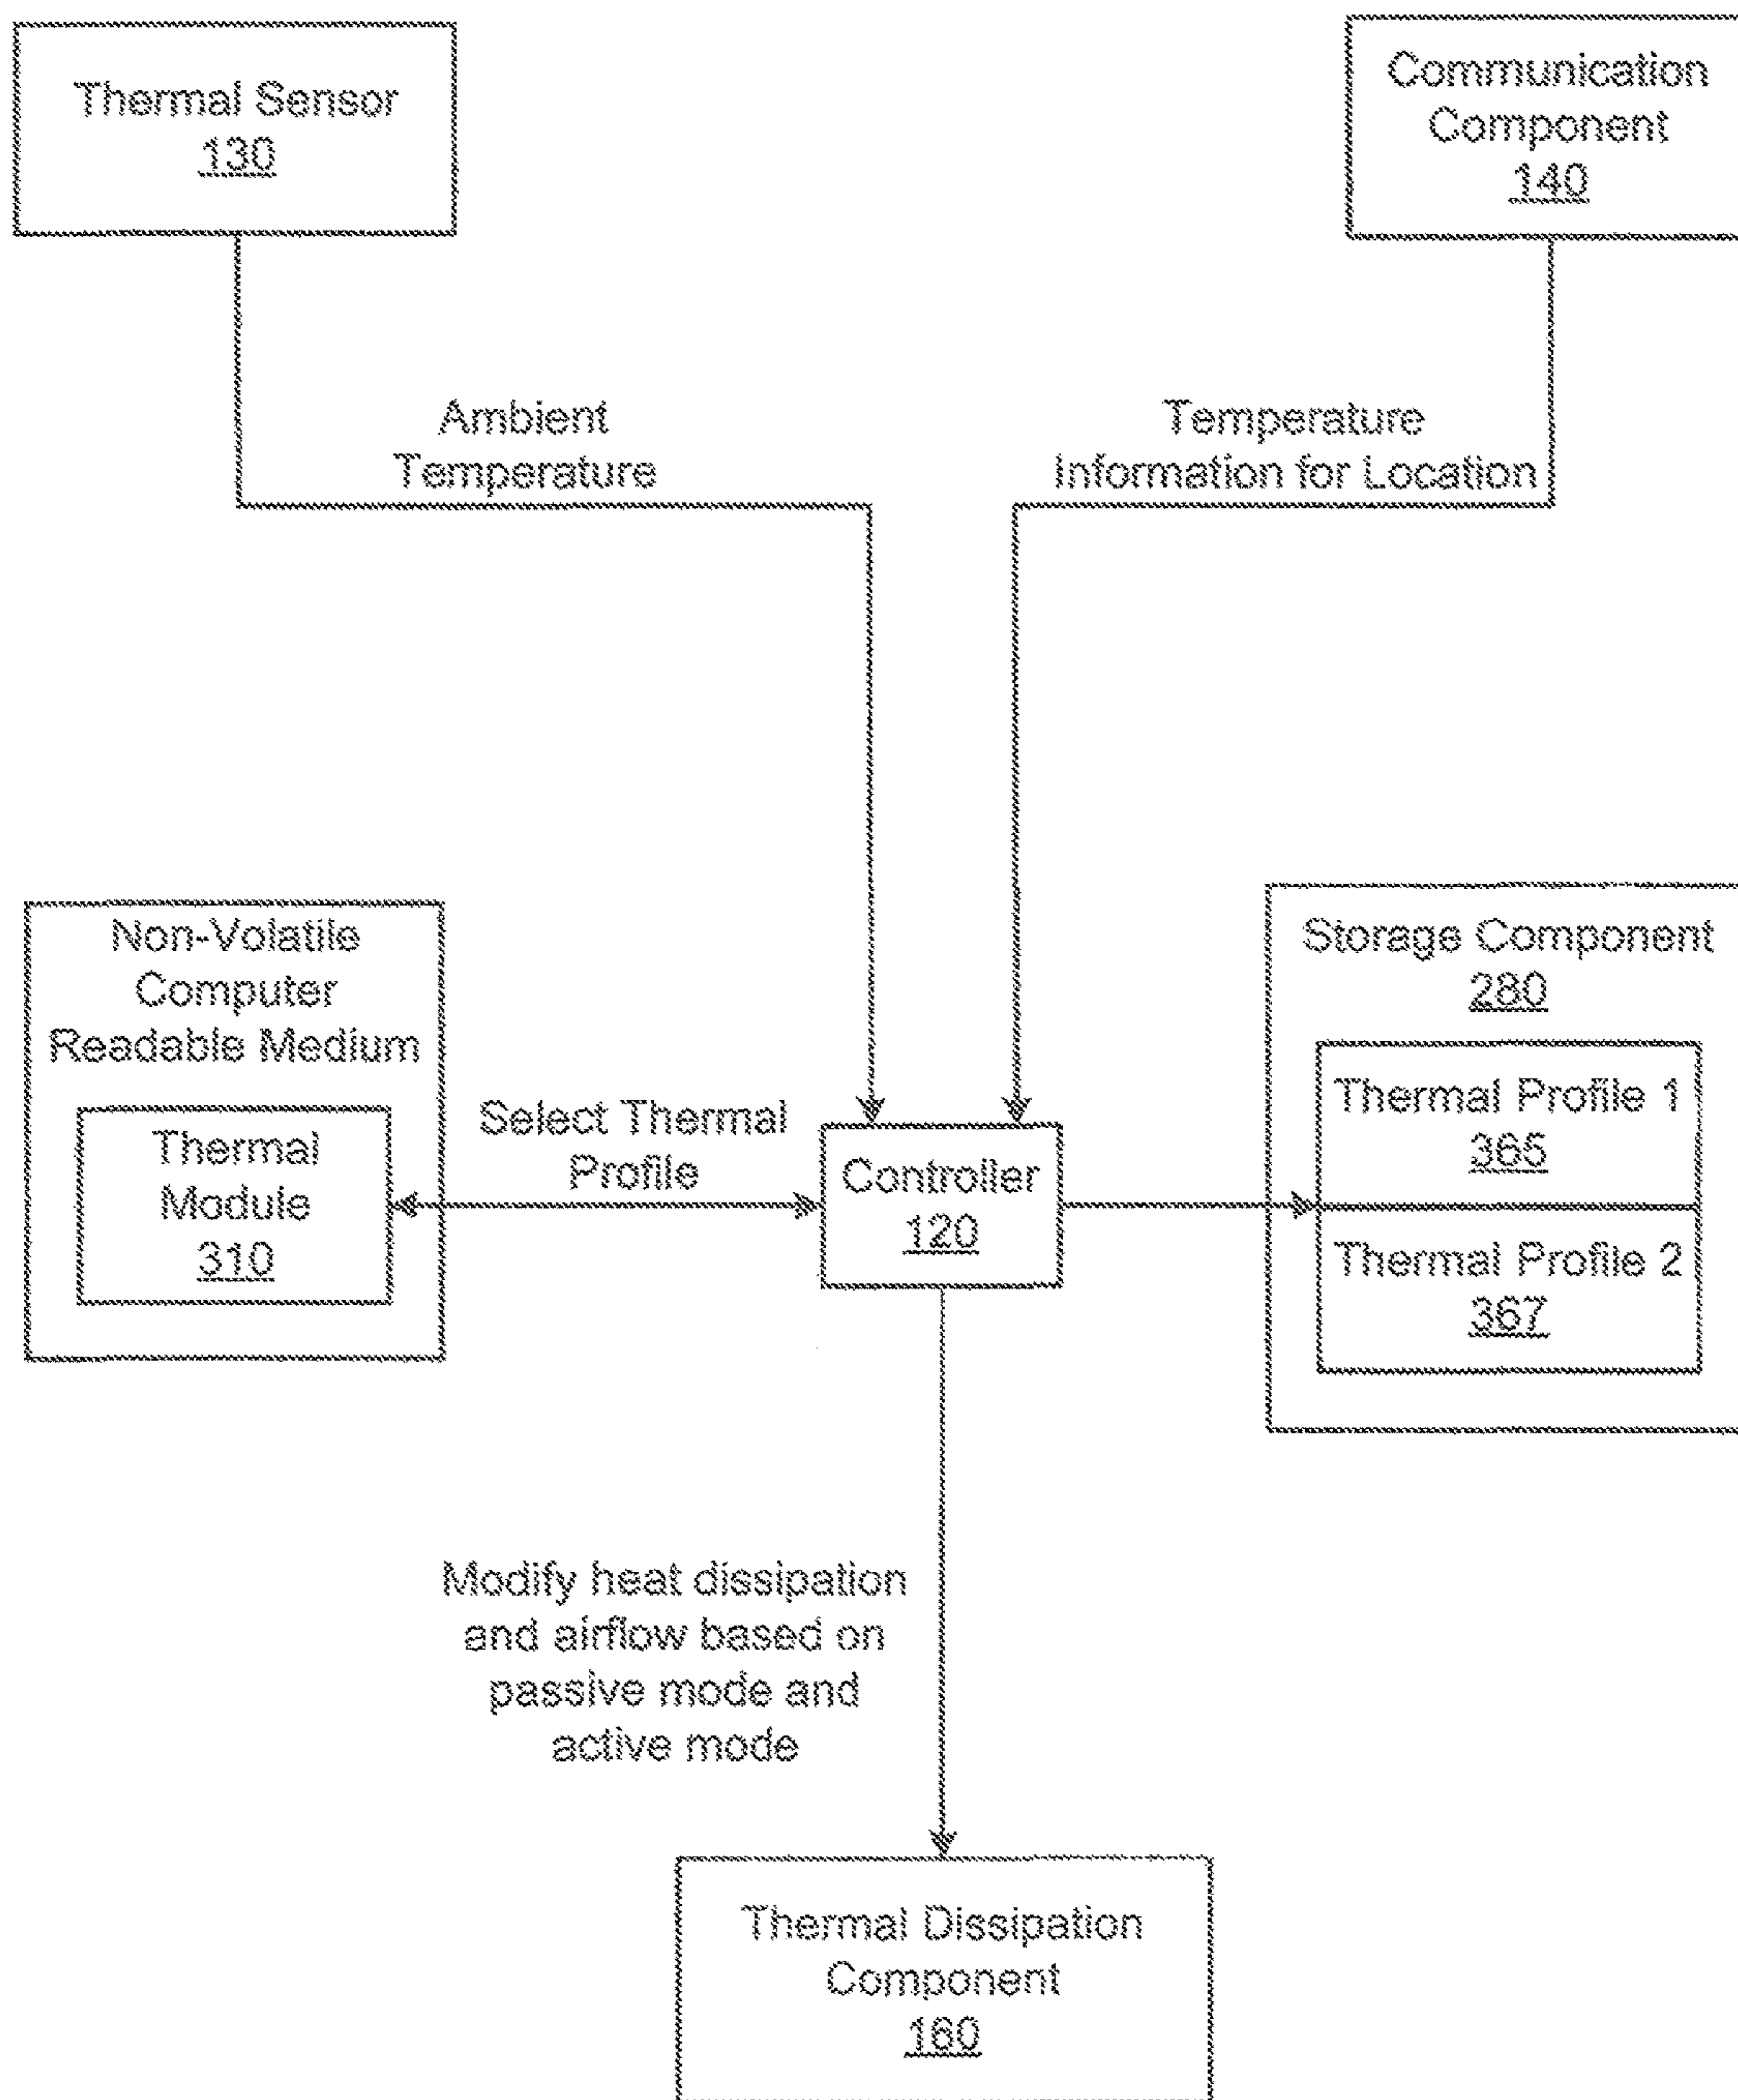 Thermal Sensor
130
Communication
Component
140
Ambient
Temperature
Temperature
Information for Location
Non-Volatile
Computer
Readable Medium
Thermal
Module
310
Select Thermal
Profile
Controller
120
Storage Component
280
Thermal Profile 1
365
Thermal Profile 2
367
Modify heat dissipation
and airflow based on
passive mode and
active mode
Thermal Dissipation
Component
160